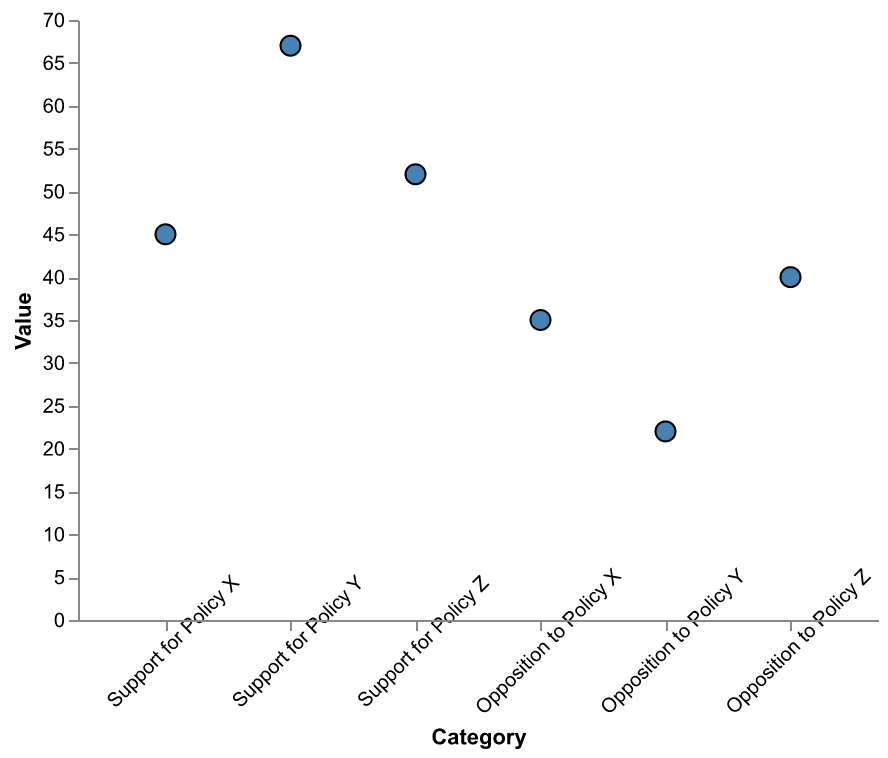 70
65
60
55
50
45
40
35
30
25
20
15
10
5
0
Value
Support for Policy X
Support for Policy Y
Support for Policy Z
Opposition to Policy X
Opposition to Policy Y
Opposition to Policy Z
Category